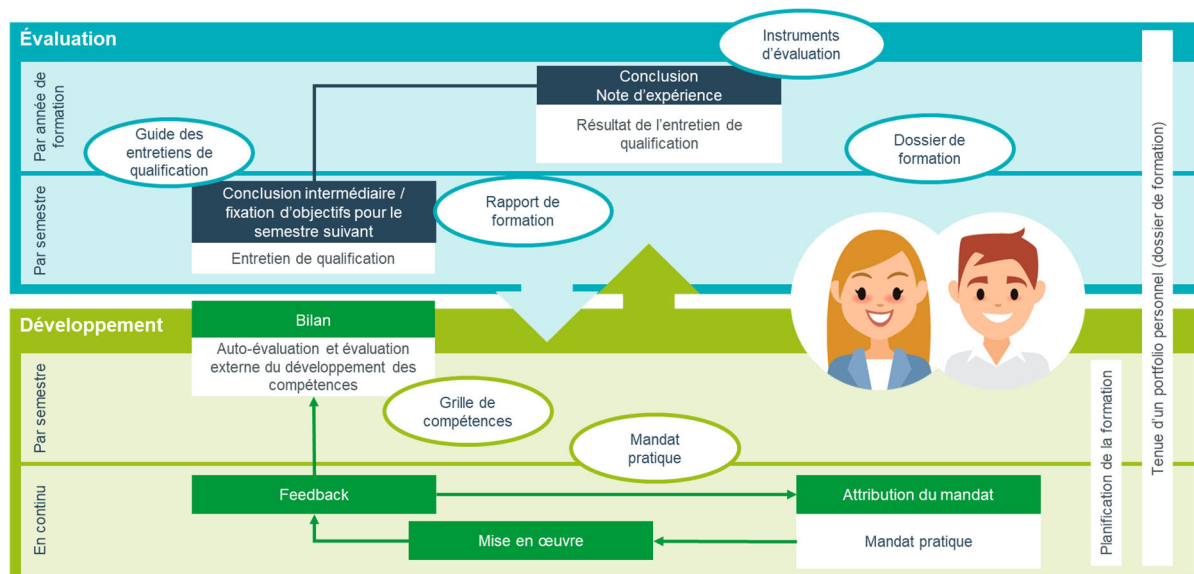 Évaluation
Instruments
d'évaluation
Par année de
formation
Conclusion
Note d'expérience
Résultat de l'entretien de
qualification
Guide des
entretiens de
qualification
Dossier de
formation
Par semestre
Conclusion intermédiaire /
fixation d'objectifs pour le
semestre suivant
Entretien de qualification
Rapport de
formation
Développement
Bilan
Auto-évaluation et évaluation
externe du développement des
compétences
Par semestre
Grille de
compétences
Mandat
pratique
En continu
Feedback
Attribution du mandat
Mise en œuvre
Mandat pratique
Planification de la formation
Tenue d'un portfolio personnel (dossier de formation)